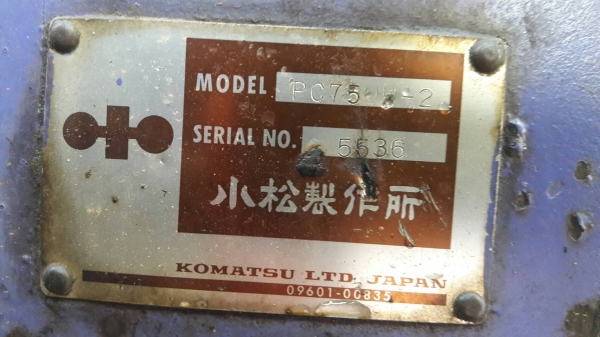 MODEL PC75 -2
SERIAL NO. 5536
小松製作所
KOMATSU LTD. JAPAN
09601-00835